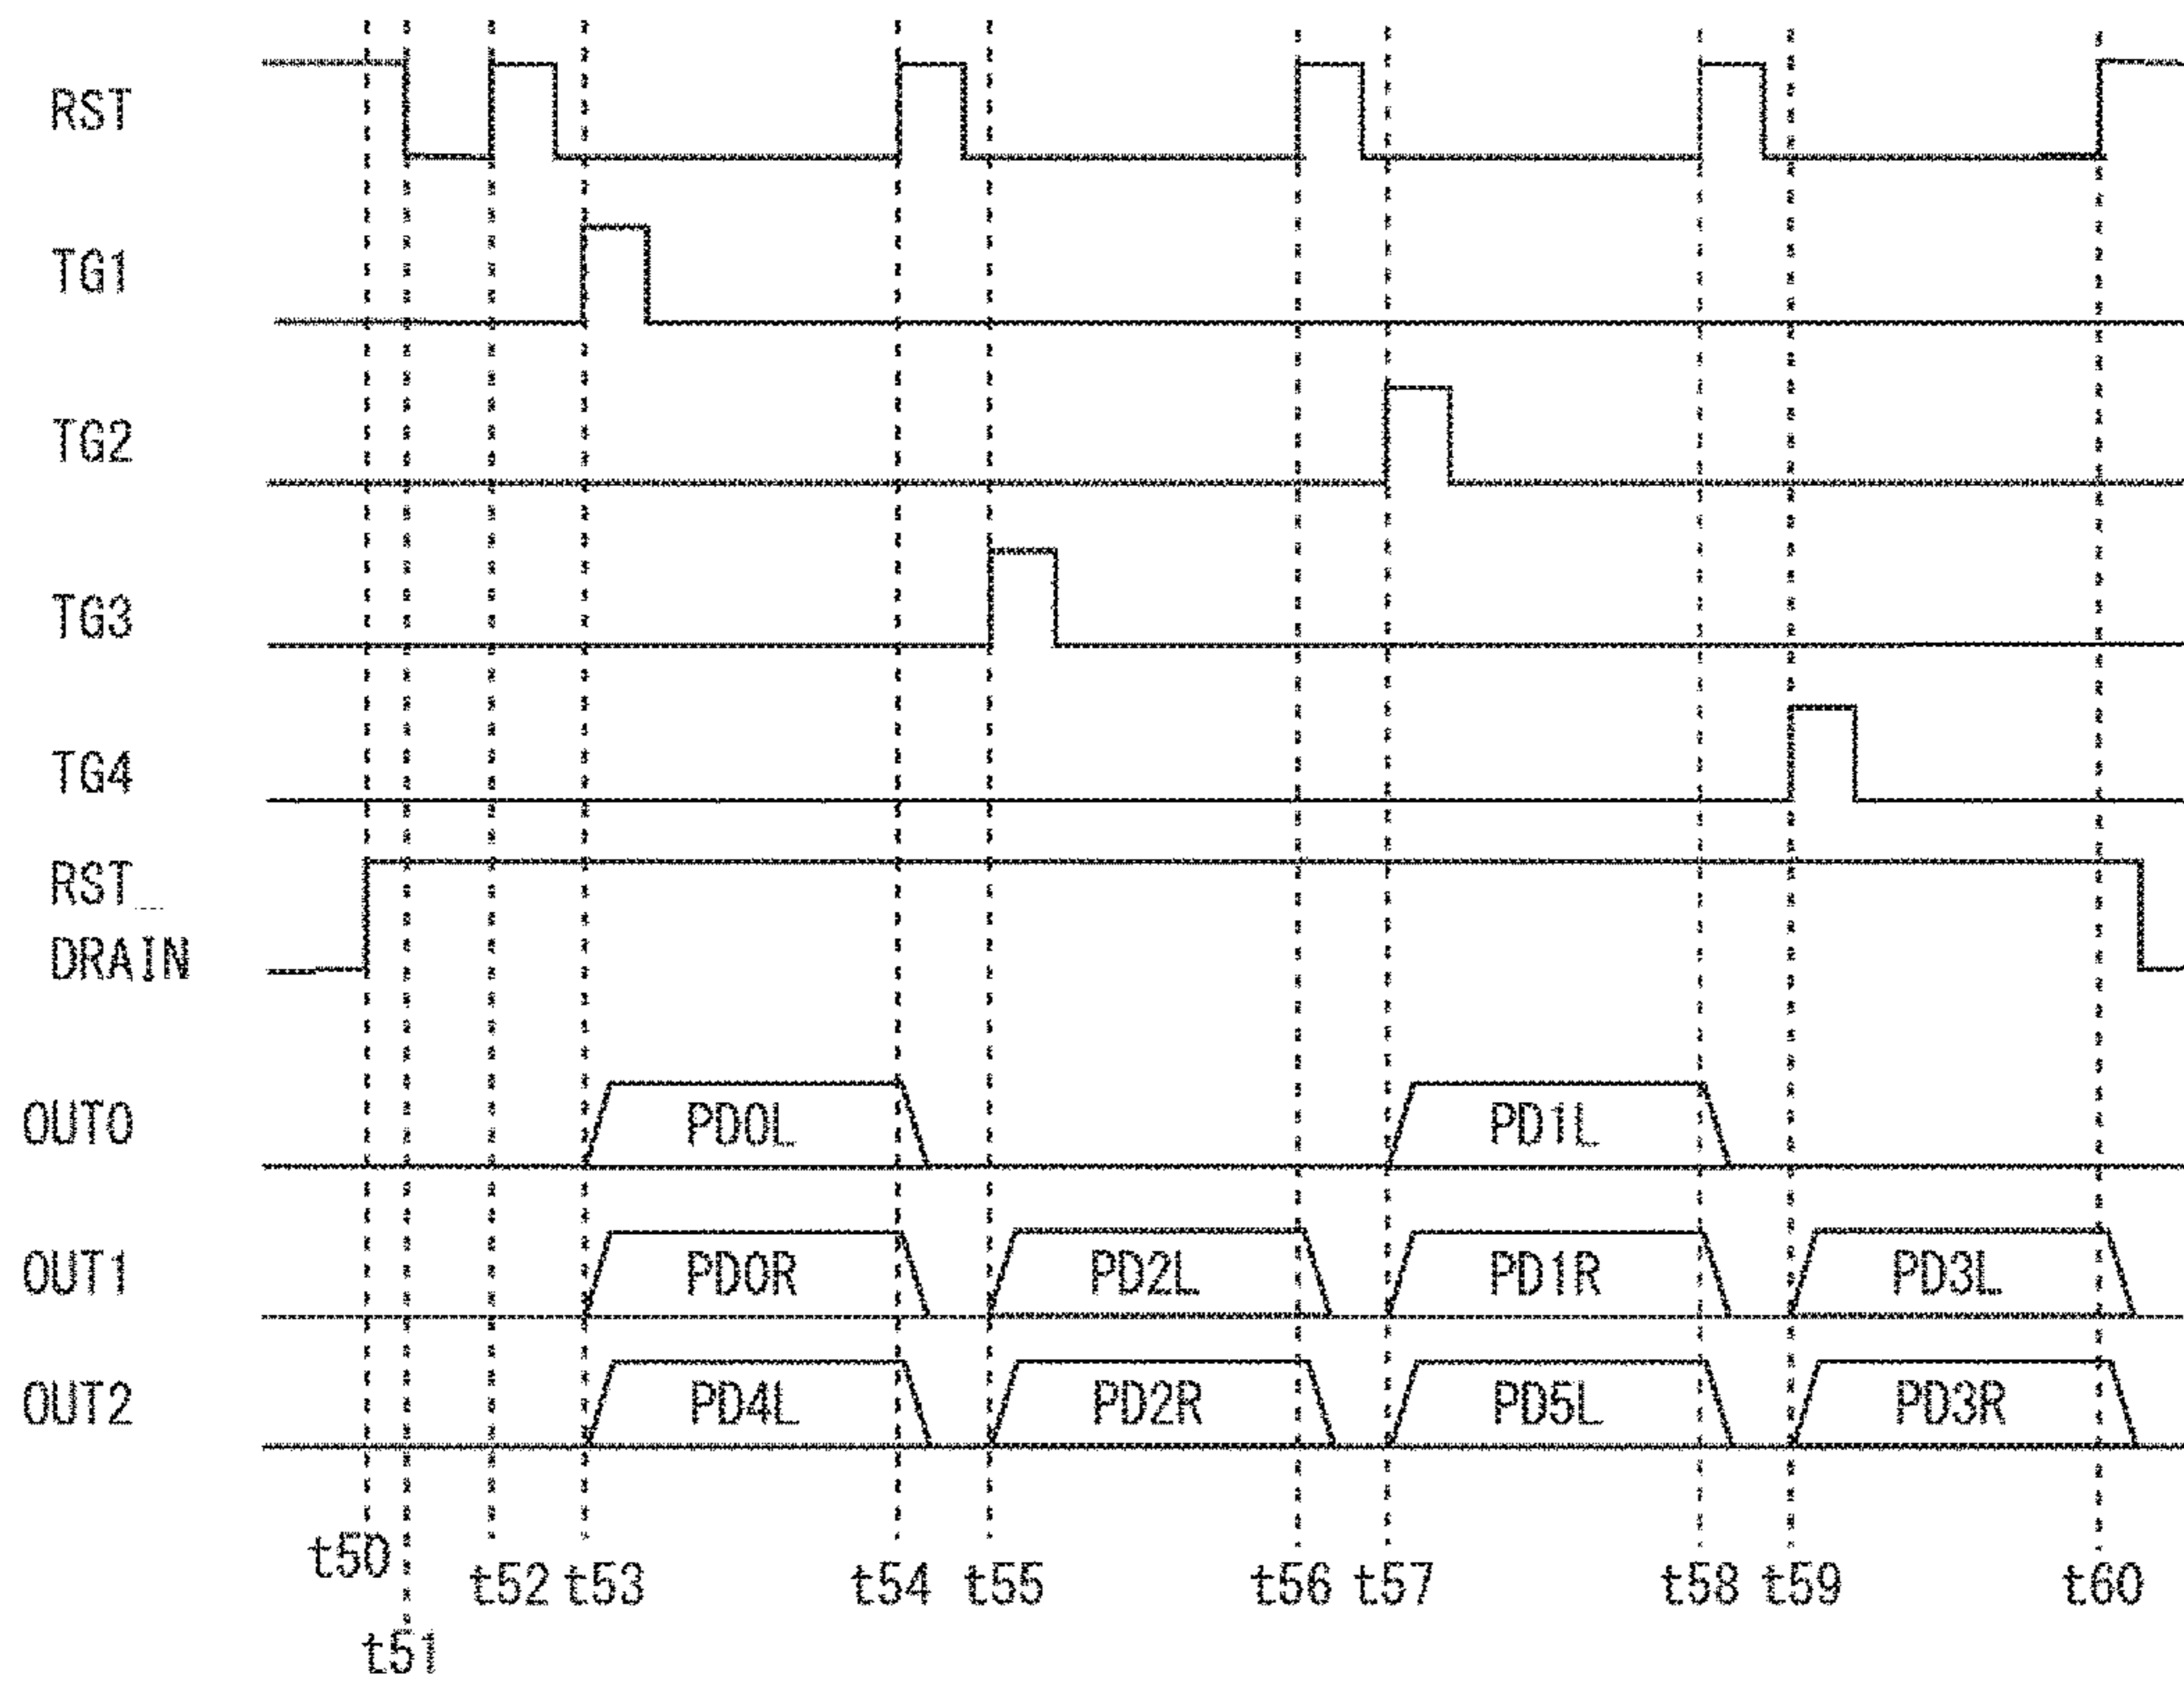 RST
TG1
TG2
TG3
TG4
RST_
DRAIN
OUT0 PD0L PD1L
OUT1 PD0R PD2L PD1R PD3L
OUT2 PD4L PD2R PD5L PD3R
t50
t52 t53 t54 t55 t56 t57 t58 t59 t60
t51